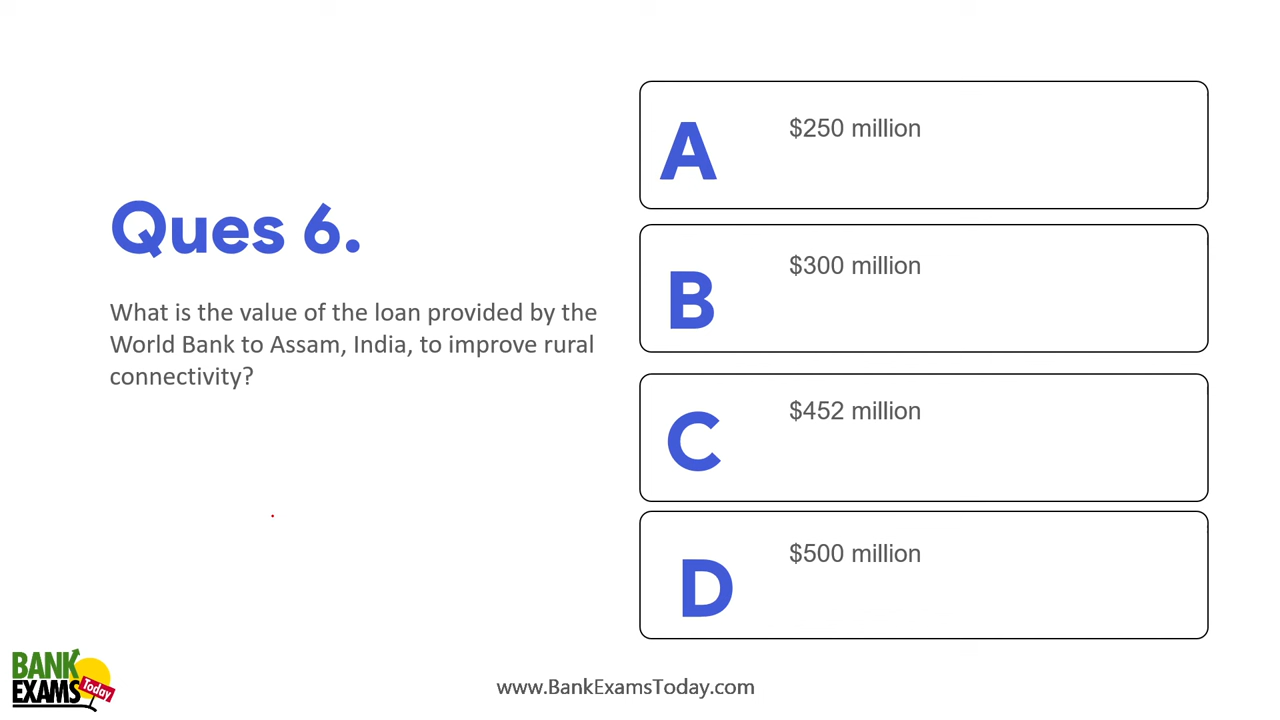 Ques 6.
What is the value of the loan provided by the
World Bank to Assam, India, to improve rural
connectivity?
A
$250 million
B
$300 million
C
$452 million
D
$500 million
BANK
EXAMS
Today
www.BankExamsToday.com